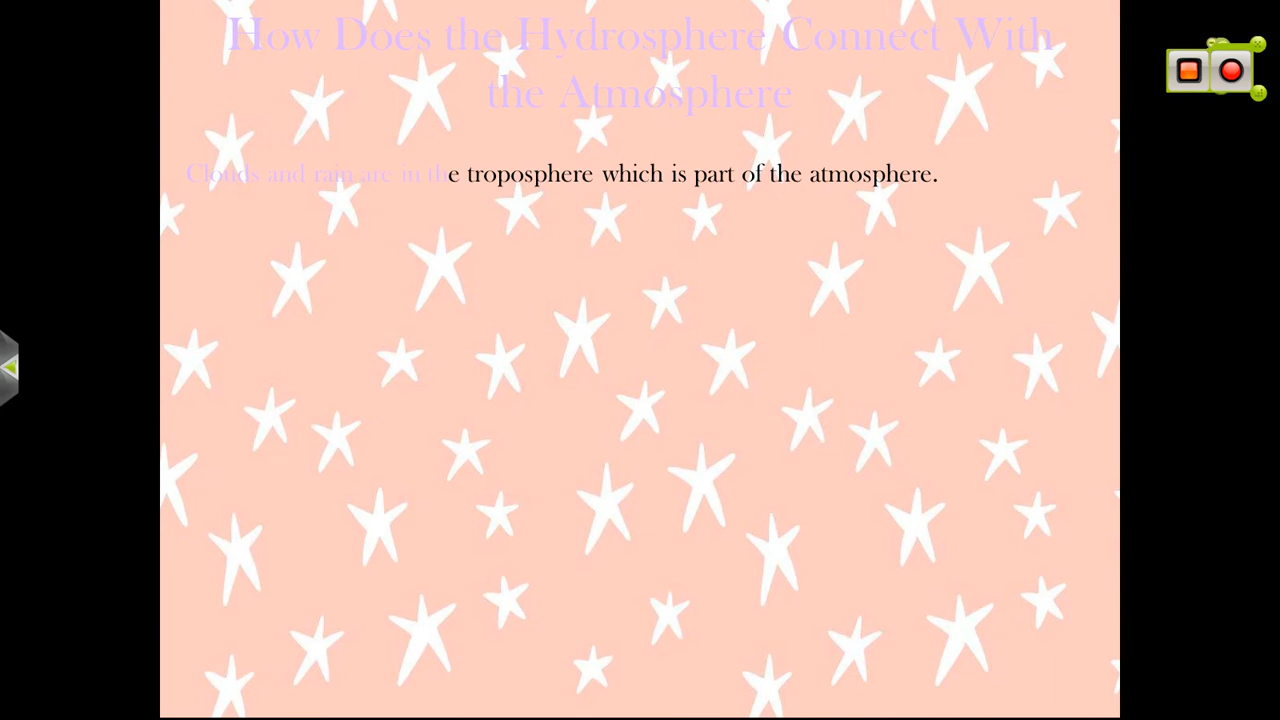 How Does the Hydrosphere Connect With
the Atmosphere
Clouds and rain are in the troposphere which is part of the atmosphere.